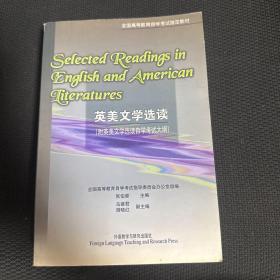 全国高等教育自学考试指定教材
Selected Readings in
English and American
Literatures
英美文学选读
(附英美文学选读自学考试大纲)
全国高等教育自学考试指导委员会办公室组编
主编
副主编
外语教学与研究出版社
Foreign Language Teaching and Research Press